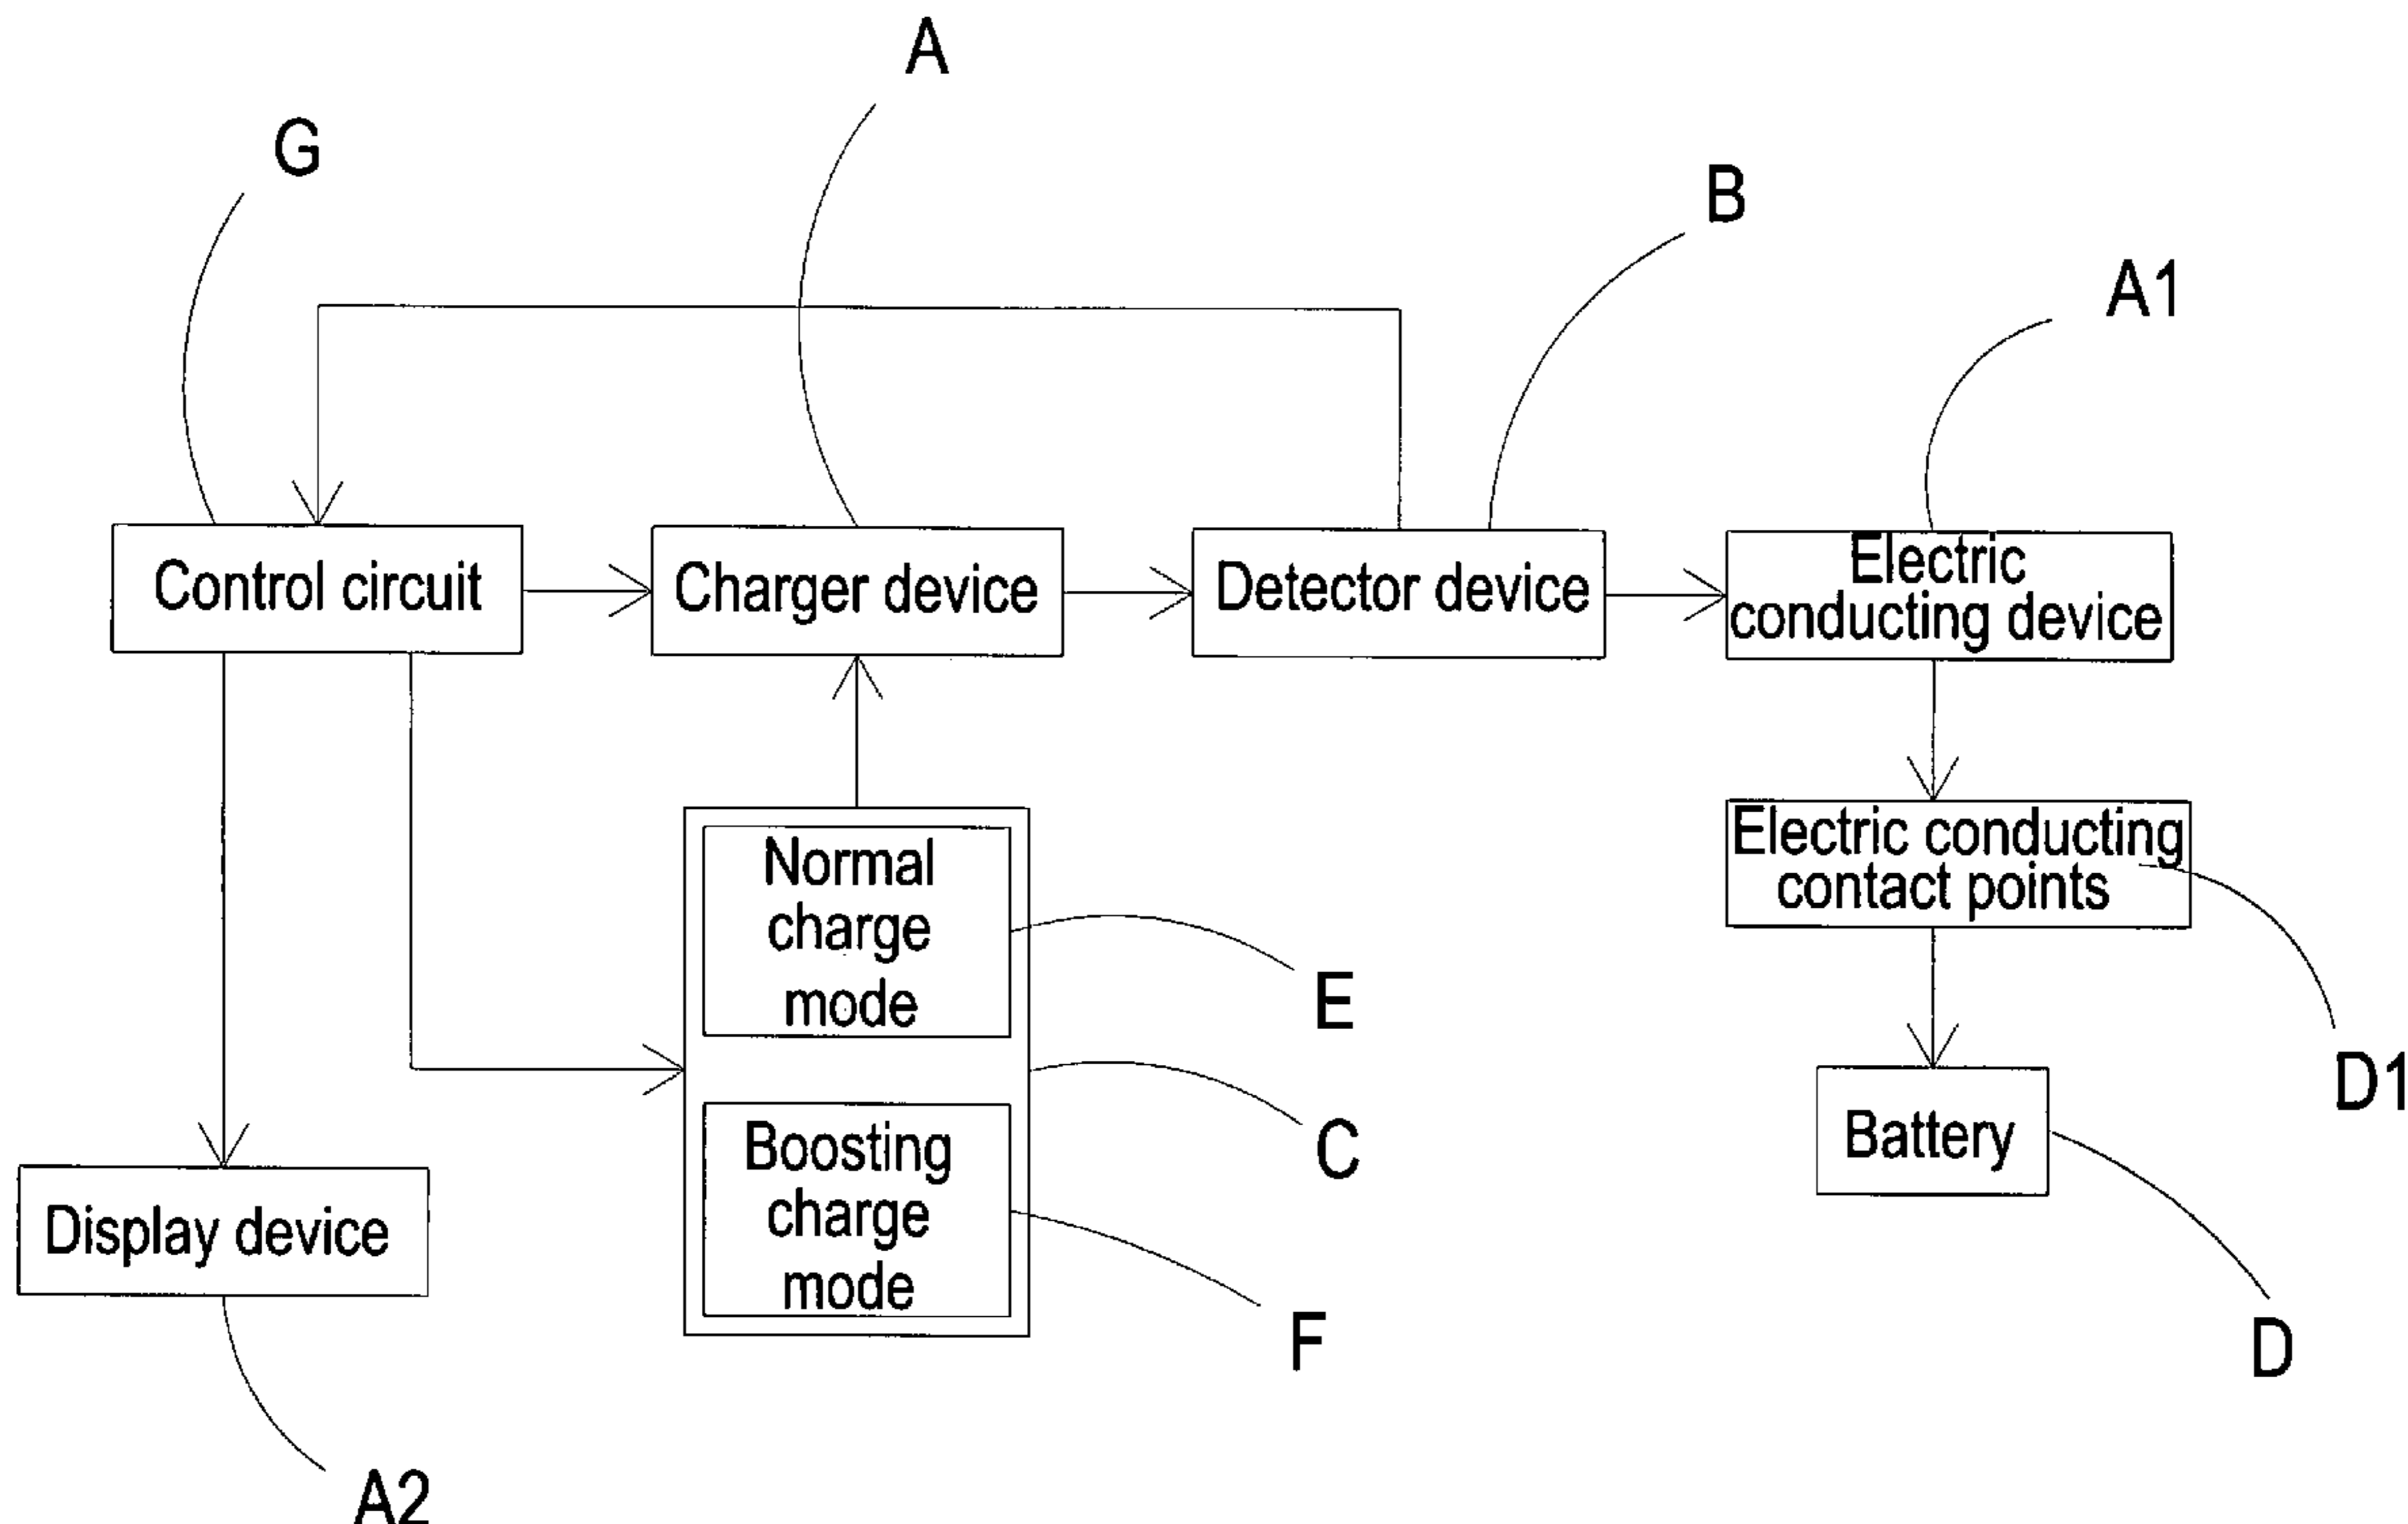 A
G
B
A1
Control circuit
Charger device
Detector device
Electric
conducting device
Normal
charge
mode
Electric conducting
contact points
E
D1
C
Battery
Boosting
charge
mode
Display device
F
D
A2